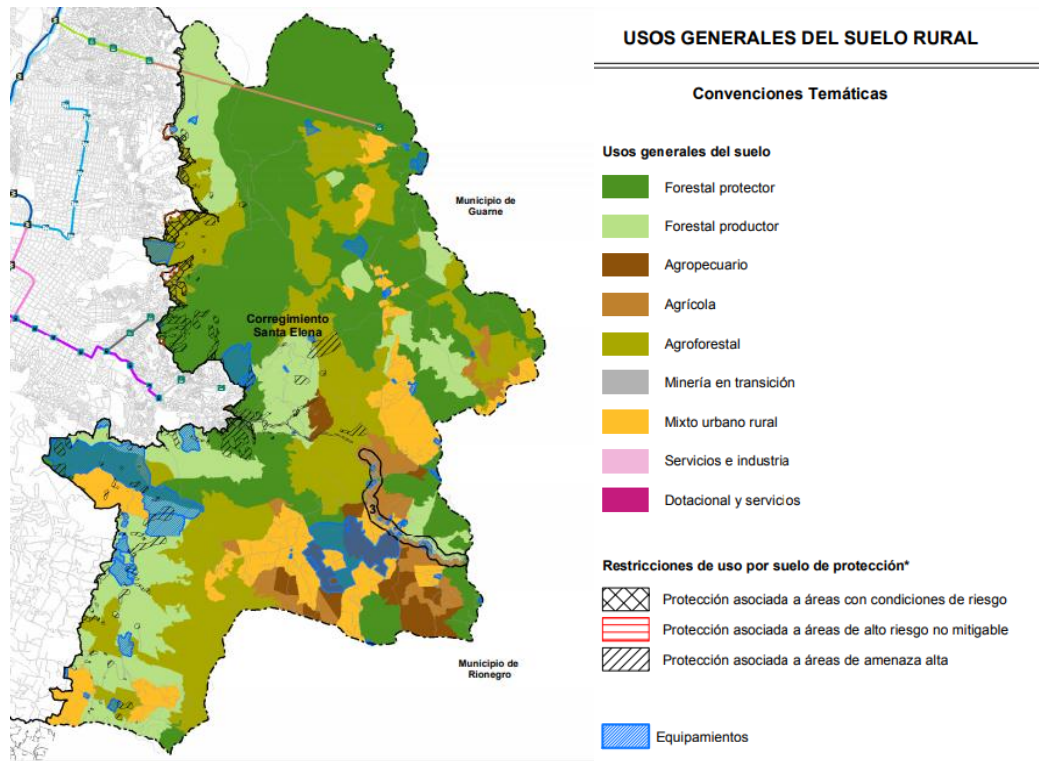 USOS GENERALES DEL SUELO RURAL
Convenciones Temáticas
Usos generales del suelo
Forestal protector
Forestal productor
Agropecuario
Agrícola
Agroforestal
Minería en transición
Mixto urbano rural
Servicios e industria
Dotacional y servicios
Restricciones de uso por suelo de protección*
Protección asociada a áreas con condiciones de riesgo
Protección asociada a áreas de alto riesgo no mitigable
Protección asociada a áreas de amenaza alta
Equipamientos
Municipio de
Guarne
Corregimiento
Santa Elena
3
Municipio de
Rionegro